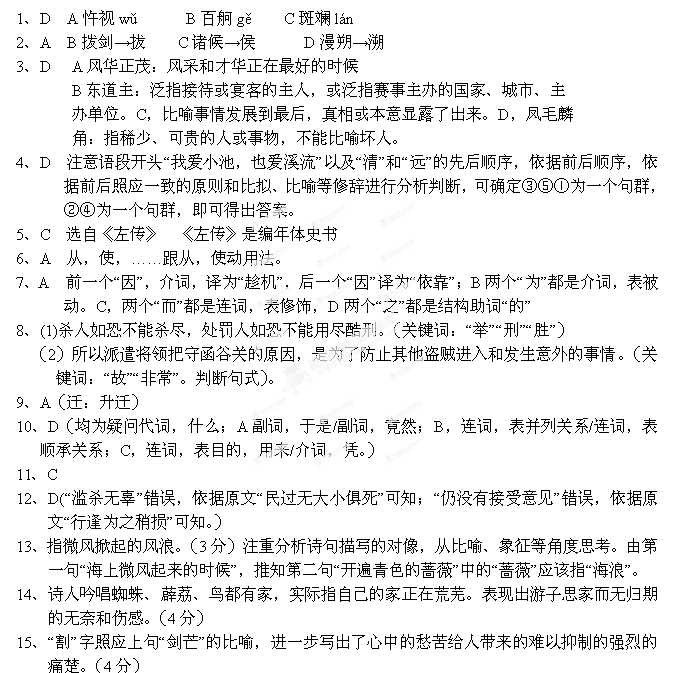 1、D   A 忤视 wǔ   B 百舸 gě   C 斑斓 lán
2、A   B 拨剑→拔   C 诸候→侯   D 漫朔→溯
3、D   A 风华正茂：风采和才华正在最好的时候
B 东道主：泛指接待或宴客的主人，或泛指赛事主办的国家、城市、主
办单位。C，比喻事情发展到最后，真相或本意显露了出来。D，凤毛麟
角：指稀少、可贵的人或事物，不能比喻坏人。
4、D   注意语段开头“我爱小池，也爱溪流”以及“清”和“远”的先后顺序，依据前后顺序，依
据前后照应一致的原则和比拟、比喻等修辞进行分析判断，可确定③⑤①为一个句群，
②④为一个句群，即可得出答案。
5、C   选自《左传》   《左传》是编年体史书
6、A   从，使，……跟从，使动用法。
7、A   前一个“因”，介词，译为“趁机”，后一个“因”译为“依靠”；B 两个“为”都是介词，表被
动。C，两个“而”都是连词，表修饰，D 两个“之”都是结构助词“的”
8、(1)杀人如恐不能杀尽，处罚人如恐不能用尽酷刑。（关键词：“举”“刑”“胜”）
（2）所以派遣将领把守函谷关的原因，是为了防止其他盗贼进入和发生意外的事情。（关
键词：“故”“非常”。判断句式）。
9、A（迁：升迁）
10、D（均为疑问代词，什么；A 副词，于是/副词，竟然；B，连词，表并列关系/连词，表
顺承关系；C，连词，表目的，用来/介词，凭。）
11、C
12、D(“滥杀无辜”错误，依据原文“民过无大小俱死”可知；“仍没有接受意见”错误，依据原
文“行逢为之稍损”可知。）
13、指微风掀起的风浪。（3 分）注重分析诗句描写的对像，从比喻、象征等角度思考。由第
一句“海上微风起来的时候”，推知第二句“开遍青色的蔷薇”中的“蔷薇”应该指“海浪”。
14、诗人吟唱蜘蛛、薜荔、鸟都有家，实际指自己的家正在荒芜。表现出游子思家而无归期
的无奈和伤感。（4 分）
15、“割”字照应上句“剑芒”的比喻，进一步写出了心中的愁苦给人带来的难以抑制的强烈的
痛楚。（4 分）